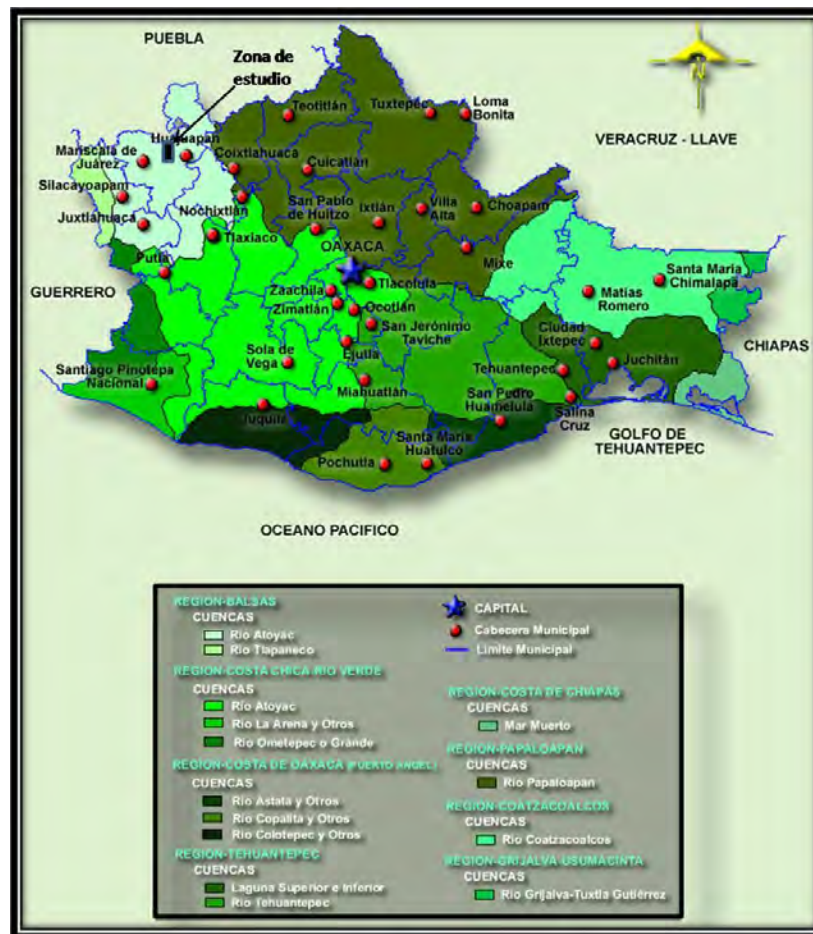 PUEBLA
Zona de
estudio
N
Teotitlán
Tuxtepec
Loma
Bonita
VERACRUZ - LLAVE
Huajuapan
Mariscala de
Juárez
Coixtlahuaca
Cuicatlán
Silacayoapam
Nochixtlán
San Pablo
de Huitzo
Ixtlán
Villa
Alta
Choapam
Juxtlahuaca
Tlaxiaco
OAXACA
Mixe
Putla
Tlacolula
Santa María
Chimalapa
GUERRERO
Zaachila
Matías
Romero
Zimatlán
Ocotlán
San Jerónimo
Taviche
Ciudad
Ixtepec
CHIAPAS
Santiago Pinotepa
Nacional
Sola de
Vega
Ejutla
Juchitán
Tehuantepec
Miahuatlán
San Pedro
Huamelula
Salina
Cruz
Juquila
GOLFO DE
TEHUANTEPEC
Santa María
Huatulco
Pochutla
OCEANO PACIFICO
REGION-BALSAS
CUENCAS
Río Atoyac
Río Tlapaneco
REGION-COSTA CHICA-RIO VERDE
CUENCAS
Río Atoyac
Río La Arena y Otros
Río Ometepec o Grande
REGION-COSTA DE OAXACA (PUERTO ANGEL)
CUENCAS
Río Astata y Otros
Río Copalita y Otros
Río Colotepec y Otros
REGION-TEHUANTEPEC
Laguna Superior e Inferior
Río Tehuantepec
CAPITAL
Cabecera Municipal
Limite Municipal
REGION-COSTA DE CHIAPAS
CUENCAS
Mar Muerto
REGION-PAPALOAPAN
CUENCAS
Río Papaloapan
REGION-COATZACOALCOS
CUENCAS
Río Coatzacoalcos
REGION-GRIJALVA-USUMACINTA
CUENCAS
Río Grijalva-Tuxtla Gutiérrez